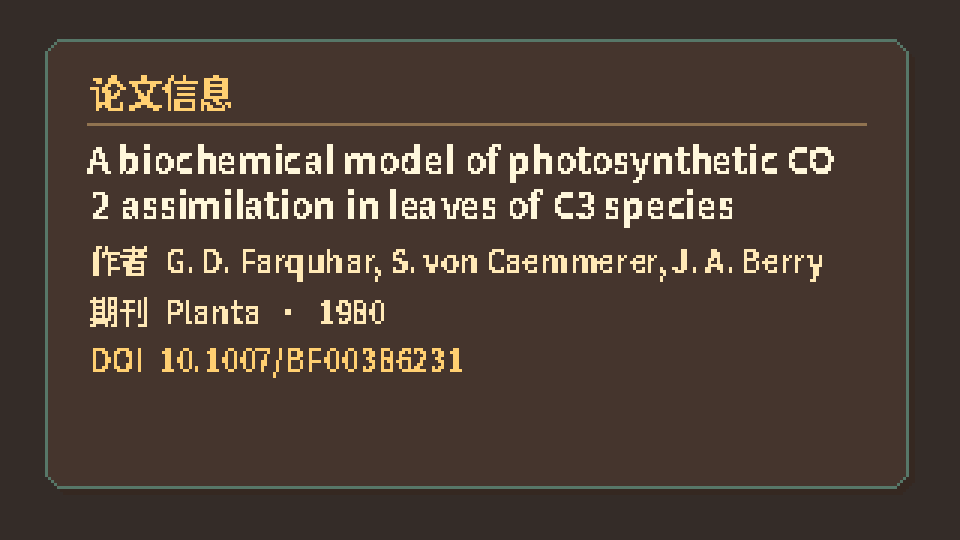 论文信息
A biochemical model of photosynthetic CO
2 assimilation in leaves of C3 species
作者 G. D. Farquhar, S. von Caemmerer, J. A. Berry
期刊 Planta · 1980
DOI 10.1007/BF00386231